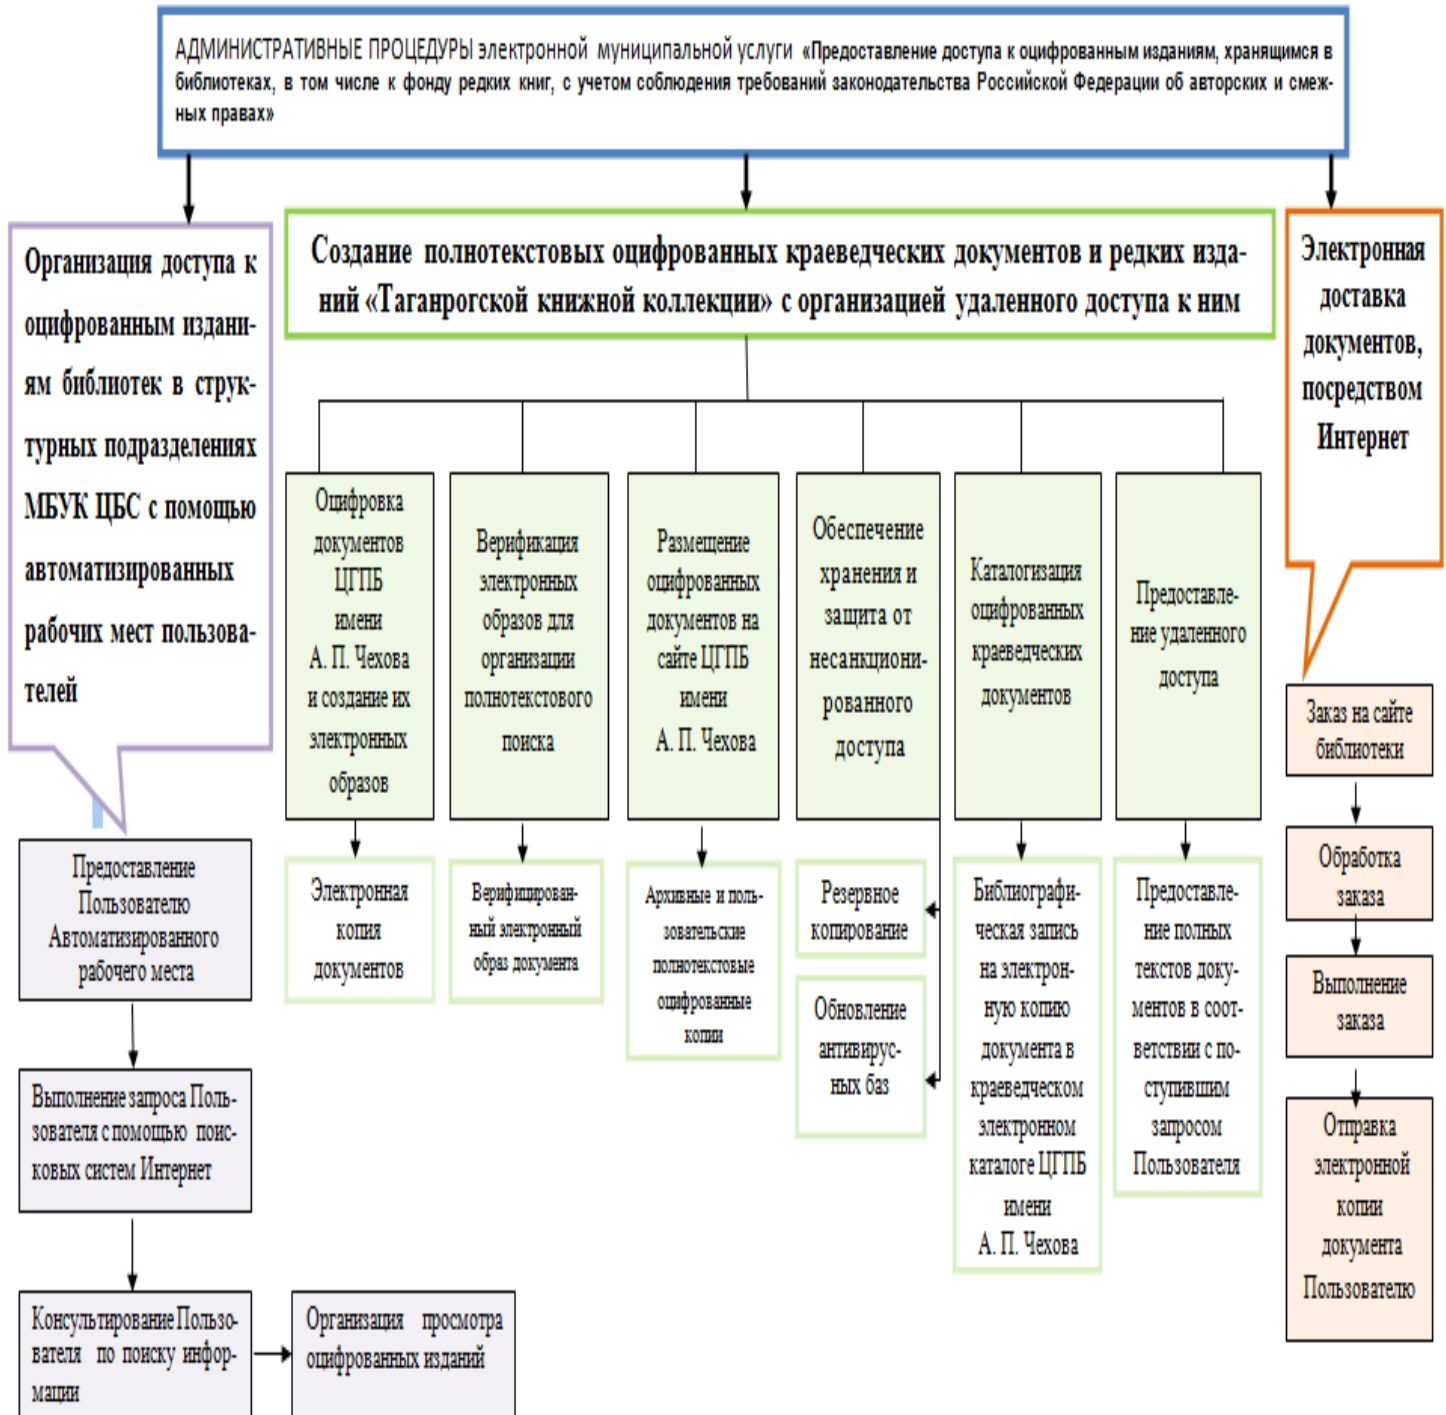 АДМИНИСТРАТИВНЫЕ ПРОЦЕДУРЫ электронной муниципальной услуги «Предоставление доступа к оцифрованным изданиям, хранящимся в
библиотеках, в том числе к фонду редких книг, с учетом соблюдения требований законодательства Российской Федерации об авторских и смеж-
ных правах»
Организация доступа к
оцифрованным издани-
ям библиотек в струк-
турных подразделениях
МБУК ЦБС с помощью
автоматизированных
рабочих мест пользова-
телей
Предоставление
Пользователю
Автоматизированного
рабочего места
Выполнение запроса Поль-
зователя с помощью поис-
ковых систем Интернет
Консультирование Пользо-
вателя по поиску инфор-
мации
Организация просмотра
оцифрованных изданий
Создание полнотекстовых оцифрованных краеведческих документов и редких изда-
ний «Таганрогской книжной коллекции» с организацией удаленного доступа к ним
Оцифровка
документов
ЦГПБ
имени
А. П. Чехова
и создание их
электронных
образов
Электронная
копия
документов
Верификация
электронных
образов для
организации
полнотекстового
поиска
Верифицирован-
ный электронный
образ документа
Размещение
оцифрованных
документов на
сайте ЦГПБ
имени
А. П. Чехова
Архивные и поль-
зовательские
полнотекстовые
оцифрованные
копии
Обеспечение
хранения и
защита от
несанкциони-
рованного
доступа
Резервное
копирование
Обновление
антивирус-
ных баз
Каталогизация
оцифрованных
краеведческих
документов
Библиографи-
ческая запись
на электрон-
ную копию
документа в
краеведческом
электронном
каталоге ЦГПБ
имени
А. П. Чехова
Предоставле-
ние удаленного
доступа
Предоставле-
ние полных
текстов доку-
ментов в соот-
ветствии с по-
ступившим
запросом
Пользователя
Электронная
доставка
документов,
посредством
Интернет
Заказ на сайте
библиотеки
Обработка
заказа
Выполнение
заказа
Отправка
электронной
копии
документа
Пользователю